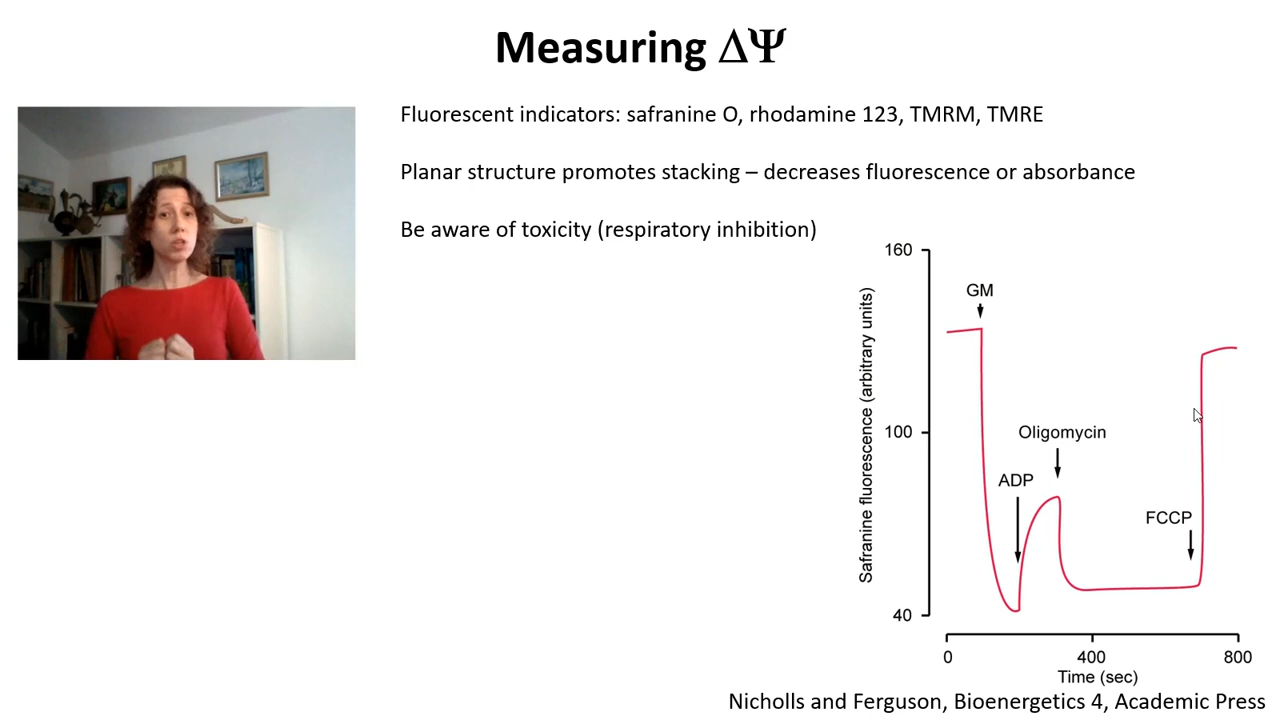 Measuring ΔΨ
Fluorescent indicators: safranine O, rhodamine 123, TMRM, TMRE
Planar structure promotes stacking – decreases fluorescence or absorbance
Be aware of toxicity (respiratory inhibition)
160
GM
Safranine fluorescence (arbitrary units)
100
Oligomycin
ADP
FCCP
40
0 400 800
Time (sec)
Nicholls and Ferguson, Bioenergetics 4, Academic Press